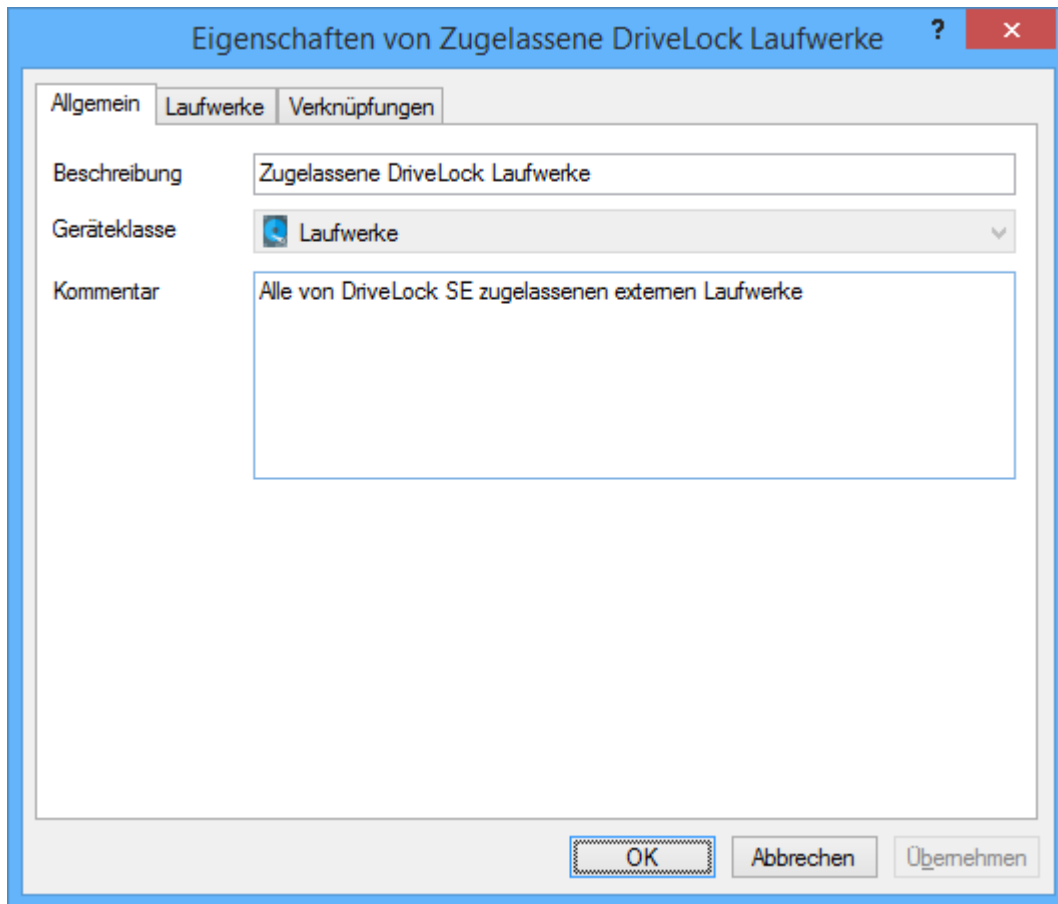 Eigenschaften von Zugelassene DriveLock Laufwerke ?
Allgemein Laufwerke Verknüpfungen
Beschreibung Zugelassene DriveLock Laufwerke
Geräteklasse Laufwerke
Kommentar Alle von DriveLock SE zugelassenen externen Laufwerke
OK Abbrechen Übernehmen